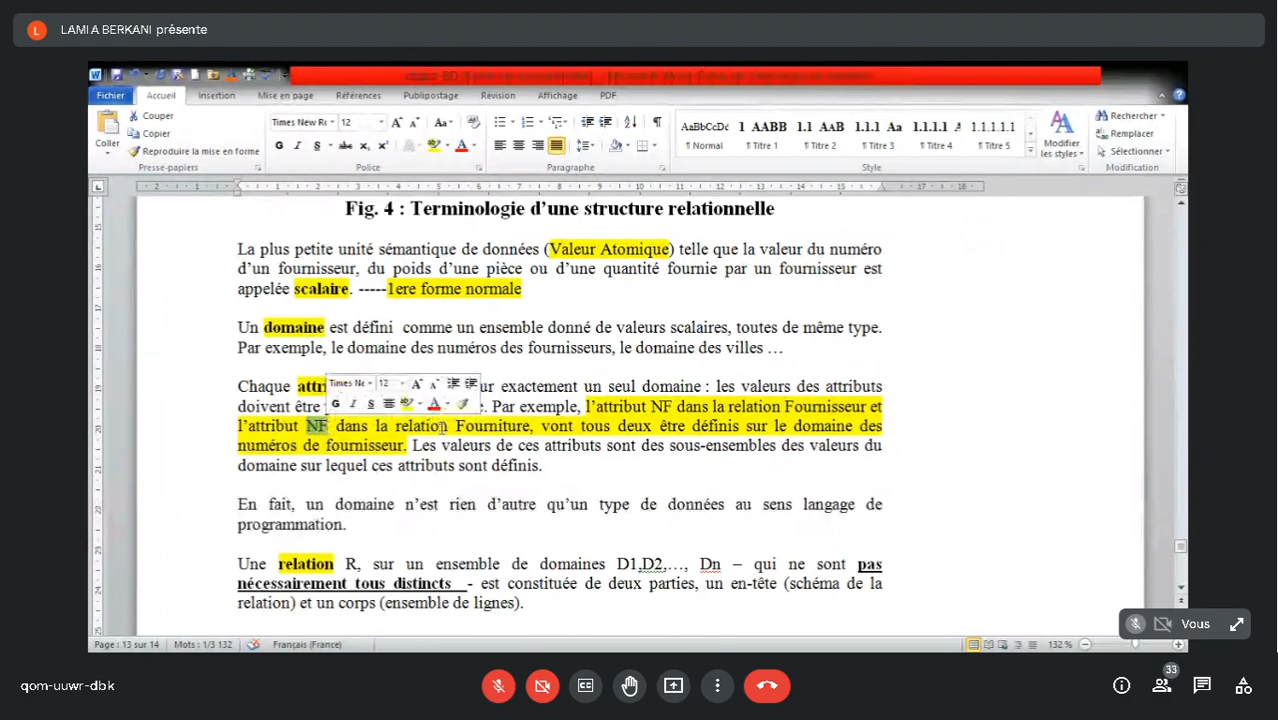 L LAMIA BERKANI présente
Fichier Accueil Insertion Mise en page Références Publipostage Révision Affichage PDF
Couper
Copier
Coller
Reproduire la mise en forme
Presse-papiers
Times New Ro 12
Police
Paragraphe
AaBbCcDd 1 AABB 1.1 AaB 1.1.1 Aa 1.1.1.1 A 1.1.1.1.1
¶ Normal ¶ Titre 1 ¶ Titre 2 ¶ Titre 3 ¶ Titre 4 ¶ Titre 5
Modifier les styles
Style
Rechercher
Remplacer
Sélectionner
Modification
Fig. 4 : Terminologie d’une structure relationnelle
La plus petite unité sémantique de données (Valeur Atomique) telle que la valeur du numéro
d’un fournisseur, du poids d’une pièce ou d’une quantité fournie par un fournisseur est
appelée scalaire. -----1ere forme normale
Un domaine est défini comme un ensemble donné de valeurs scalaires, toutes de même type.
Par exemple, le domaine des numéros des fournisseurs, le domaine des villes …
Chaque attri ur exactement un seul domaine : les valeurs des attributs
doivent être . Par exemple, l’attribut NF dans la relation Fournisseur et
l’attribut NF dans la relation Fourniture, vont tous deux être définis sur le domaine des
numéros de fournisseur. Les valeurs de ces attributs sont des sous-ensembles des valeurs du
domaine sur lequel ces attributs sont définis.
En fait, un domaine n’est rien d’autre qu’un type de données au sens langage de
programmation.
Une relation R, sur un ensemble de domaines D1,D2,…, Dn – qui ne sont pas
nécessairement tous distincts - est constituée de deux parties, un en-tête (schéma de la
relation) et un corps (ensemble de lignes).
Vous
Page : 13 sur 14 Mots : 1/3 132 Français (France) 132 %
qom-uuwr-dbk
33